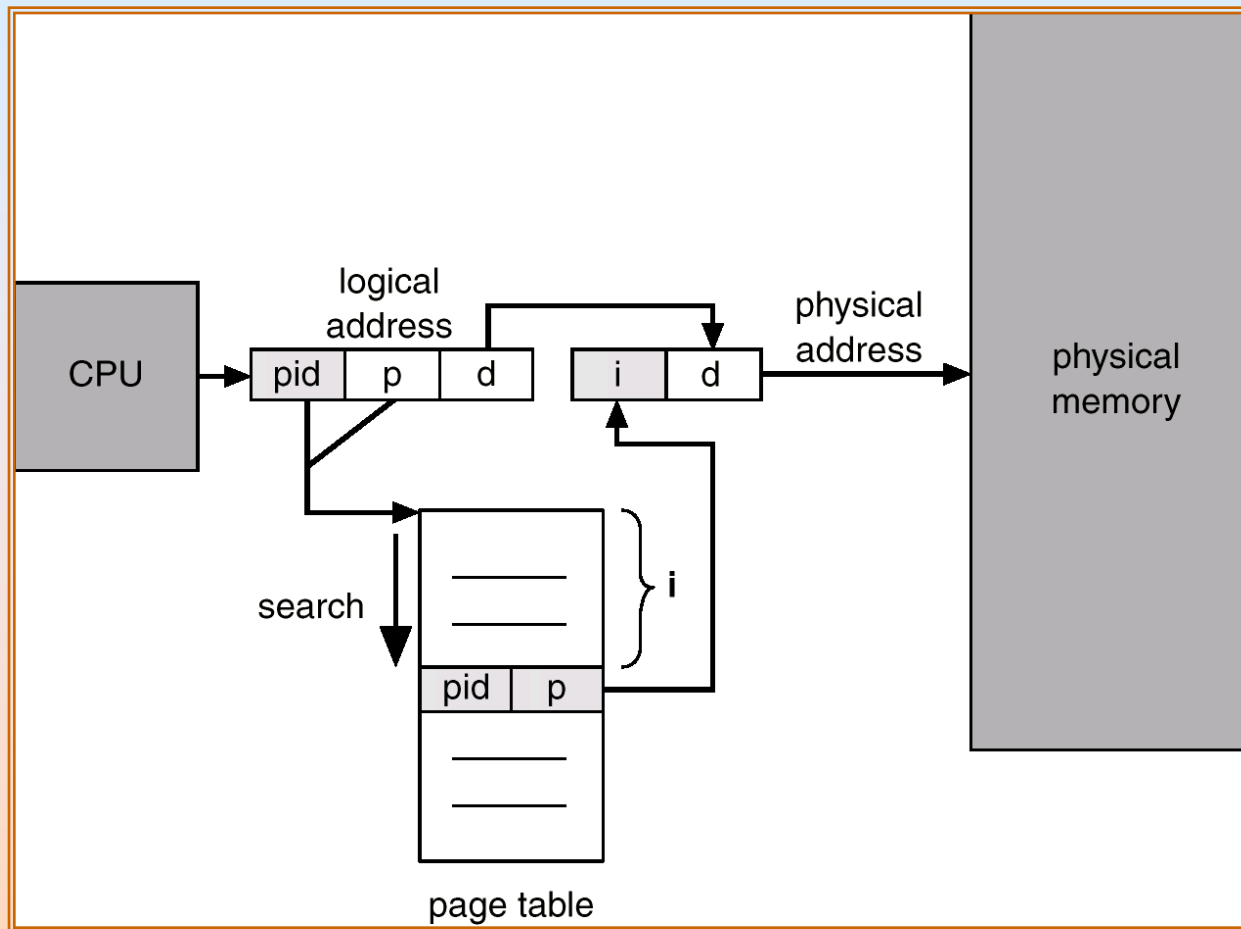 logical
address
physical
address
CPU
pid
p
d
i
d
physical
memory
search
i
pid
p
page table